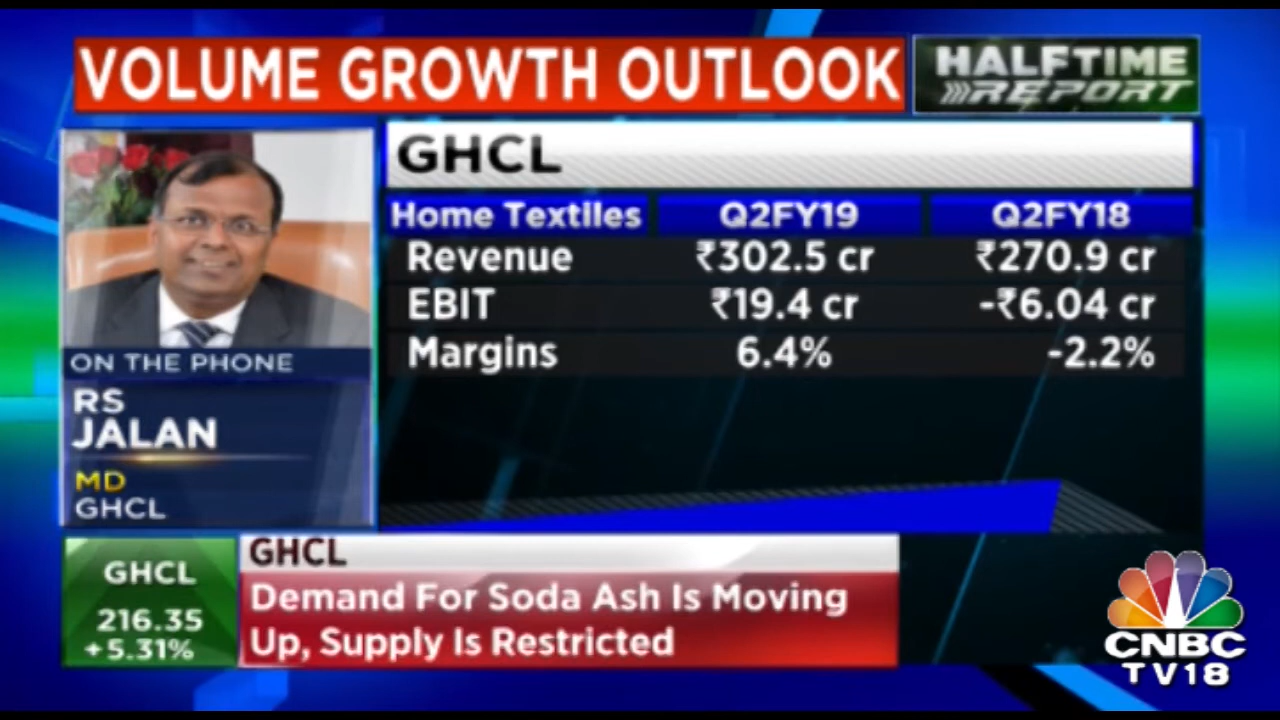 VOLUME GROWTH OUTLOOK
HALFTIME
REPORT
GHCL
Home Textiles Q2FY19 Q2FY18
Revenue ₹302.5 cr ₹270.9 cr
EBIT ₹19.4 cr -₹6.04 cr
Margins 6.4% -2.2%
ON THE PHONE
RS
JALAN
MD
GHCL
GHCL
216.35
+5.31%
GHCL
Demand For Soda Ash Is Moving
Up, Supply Is Restricted
CNBC
TV18